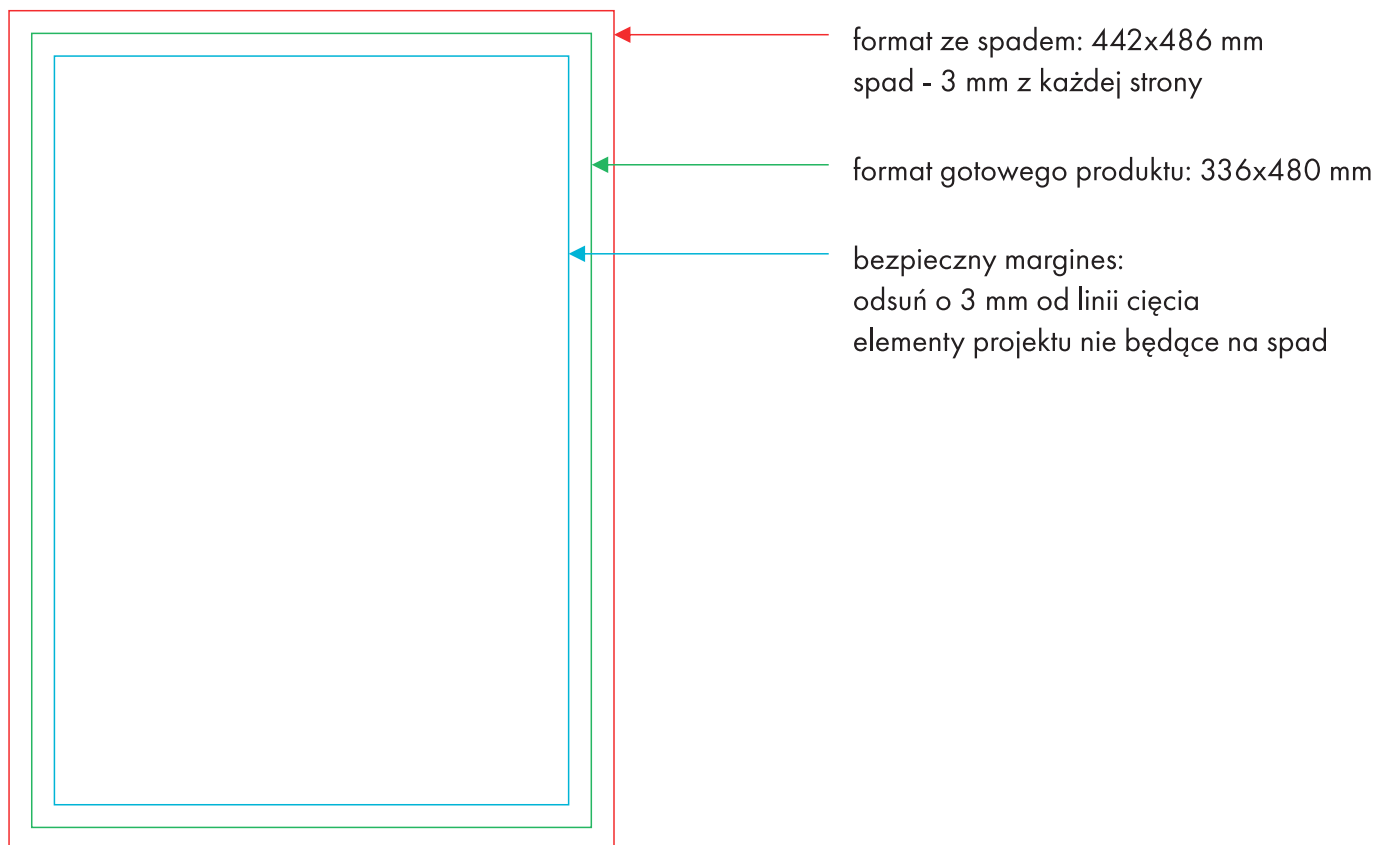 format ze spadem: 442x486 mm
spad - 3 mm z każdej strony
format gotowego produktu: 336x480 mm
bezpieczny margines:
odsuń o 3 mm od linii cięcia
elementy projektu nie będące na spad